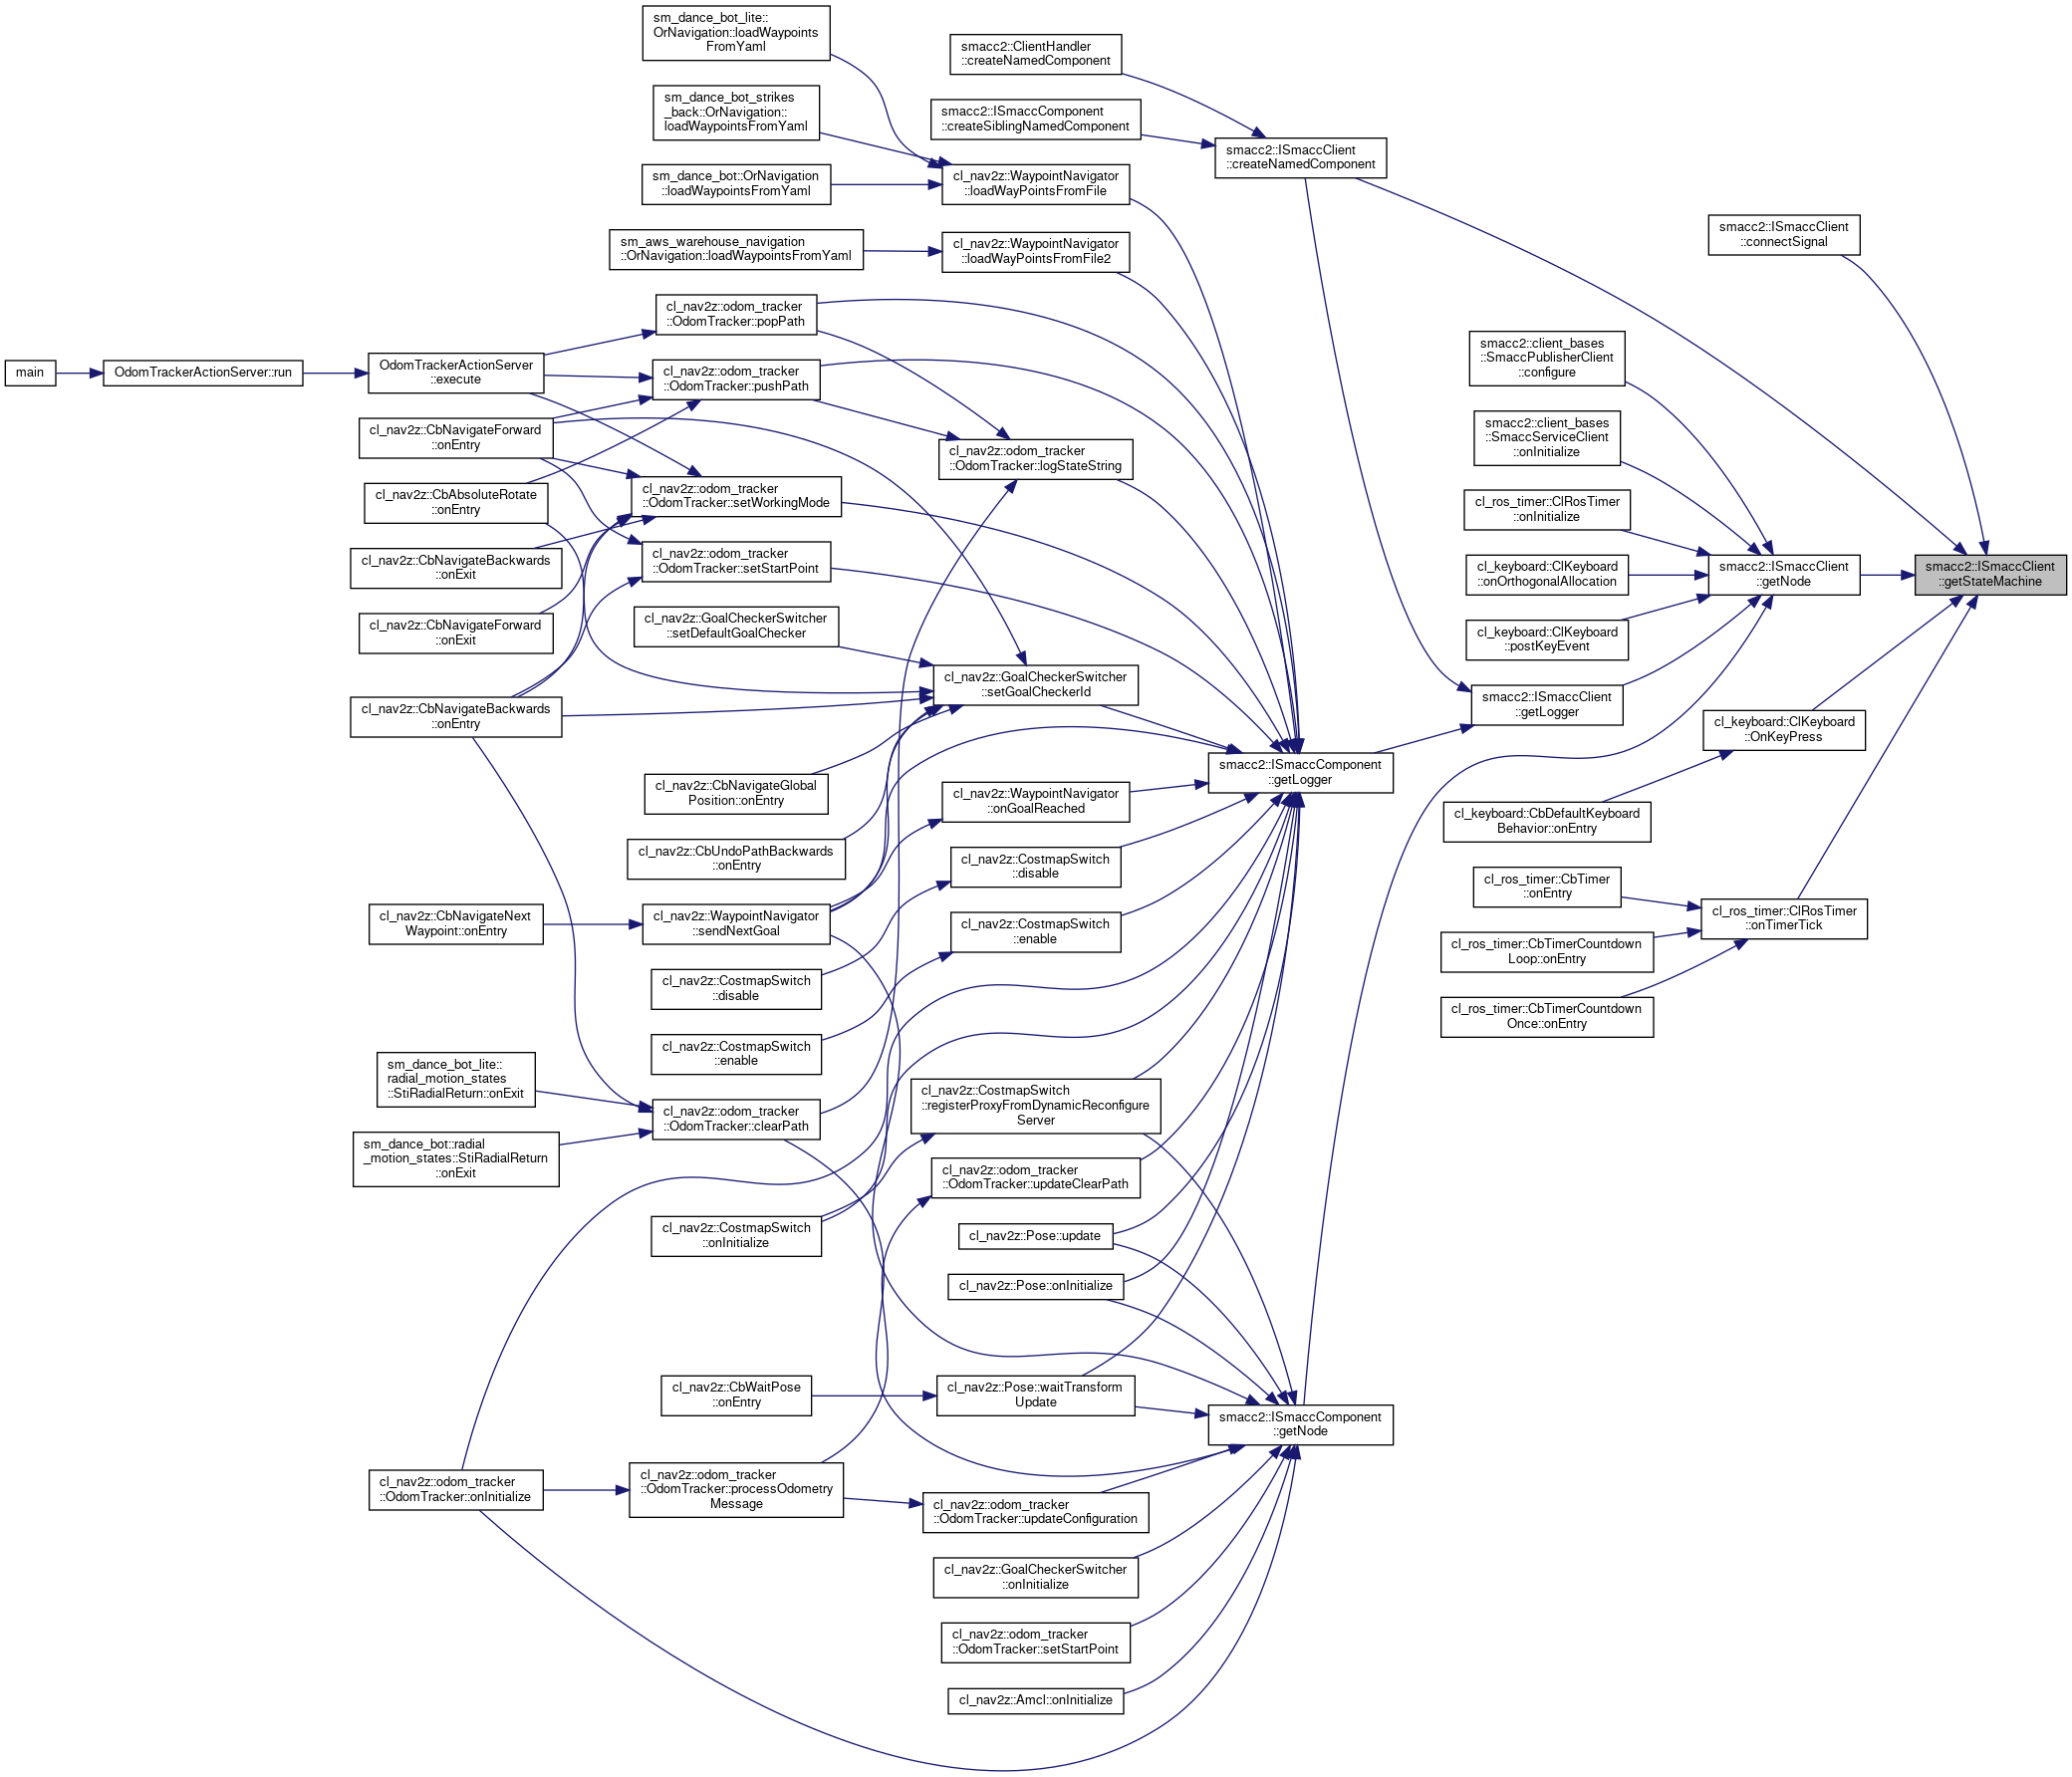 main
OdomTrackerActionServer::run
OdomTrackerActionServer
::execute
cl_nav2z::CbNavigateForward
::onEntry
cl_nav2z::CbAbsoluteRotate
::onEntry
cl_nav2z::CbNavigateBackwards
::onExit
cl_nav2z::CbNavigateForward
::onExit
cl_nav2z::CbNavigateBackwards
::onEntry
cl_nav2z::CbNavigateNext
Waypoint::onEntry
sm_dance_bot_lite::
radial_motion_states
::StiRadialReturn::onExit
sm_dance_bot::radial
_motion_states::StiRadialReturn
::onExit
cl_nav2z::odom_tracker
::OdomTracker::onInitialize
sm_dance_bot_lite::
OrNavigation::loadWaypoints
FromYaml
sm_dance_bot_strikes
_back::OrNavigation::
loadWaypointsFromYaml
sm_dance_bot::OrNavigation
::loadWaypointsFromYaml
sm_aws_warehouse_navigation
::OrNavigation::loadWaypointsFromYaml
cl_nav2z::odom_tracker
::OdomTracker::popPath
cl_nav2z::odom_tracker
::OdomTracker::pushPath
cl_nav2z::odom_tracker
::OdomTracker::setWorkingMode
cl_nav2z::odom_tracker
::OdomTracker::setStartPoint
cl_nav2z::GoalCheckerSwitcher
::setDefaultGoalChecker
cl_nav2z::CbNavigateGlobal
Position::onEntry
cl_nav2z::CbUndoPathBackwards
::onEntry
cl_nav2z::WaypointNavigator
::sendNextGoal
cl_nav2z::CostmapSwitch
::disable
cl_nav2z::CostmapSwitch
::enable
cl_nav2z::odom_tracker
::OdomTracker::clearPath
cl_nav2z::CostmapSwitch
::onInitialize
cl_nav2z::CbWaitPose
::onEntry
cl_nav2z::odom_tracker
::OdomTracker::processOdometry
Message
smacc2::ClientHandler
::createNamedComponent
smacc2::ISmaccComponent
::createSiblingNamedComponent
cl_nav2z::WaypointNavigator
::loadWayPointsFromFile
cl_nav2z::WaypointNavigator
::loadWayPointsFromFile2
cl_nav2z::odom_tracker
::OdomTracker::logStateString
cl_nav2z::GoalCheckerSwitcher
::setGoalCheckerId
cl_nav2z::WaypointNavigator
::onGoalReached
cl_nav2z::CostmapSwitch
::disable
cl_nav2z::CostmapSwitch
::enable
cl_nav2z::CostmapSwitch
::registerProxyFromDynamicReconfigure
Server
cl_nav2z::odom_tracker
::OdomTracker::updateClearPath
cl_nav2z::Pose::update
cl_nav2z::Pose::onInitialize
cl_nav2z::Pose::waitTransform
Update
cl_nav2z::odom_tracker
::OdomTracker::updateConfiguration
cl_nav2z::GoalCheckerSwitcher
::onInitialize
cl_nav2z::odom_tracker
::OdomTracker::setStartPoint
cl_nav2z::Amcl::onInitialize
smacc2::ISmaccClient
::createNamedComponent
smacc2::ISmaccComponent
::getLogger
smacc2::ISmaccComponent
::getNode
smacc2::client_bases
::SmaccPublisherClient
::configure
smacc2::client_bases
::SmaccServiceClient
::onInitialize
cl_ros_timer::ClRosTimer
::onInitialize
cl_keyboard::ClKeyboard
::onOrthogonalAllocation
cl_keyboard::ClKeyboard
::postKeyEvent
smacc2::ISmaccClient
::getLogger
cl_keyboard::CbDefaultKeyboard
Behavior::onEntry
cl_ros_timer::CbTimer
::onEntry
cl_ros_timer::CbTimerCountdown
Loop::onEntry
cl_ros_timer::CbTimerCountdown
Once::onEntry
smacc2::ISmaccClient
::connectSignal
smacc2::ISmaccClient
::getNode
cl_keyboard::ClKeyboard
::OnKeyPress
cl_ros_timer::ClRosTimer
::onTimerTick
smacc2::ISmaccClient
::getStateMachine